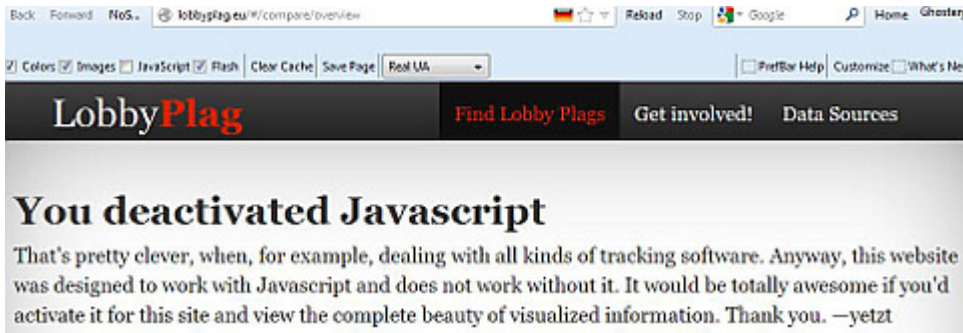 Back Forward NoS.. lobbyplag.eu/#/compare/overview Reload Stop Google Home Ghostery
Colors Images JavaScript Flash Clear Cache Save Page Real UA PrefBar Help Customize What's Ne
LobbyPlag Find Lobby Plags Get involved! Data Sources
You deactivated Javascript
That's pretty clever, when, for example, dealing with all kinds of tracking software. Anyway, this website
was designed to work with Javascript and does not work without it. It would be totally awesome if you'd
activate it for this site and view the complete beauty of visualized information. Thank you. —yetzt